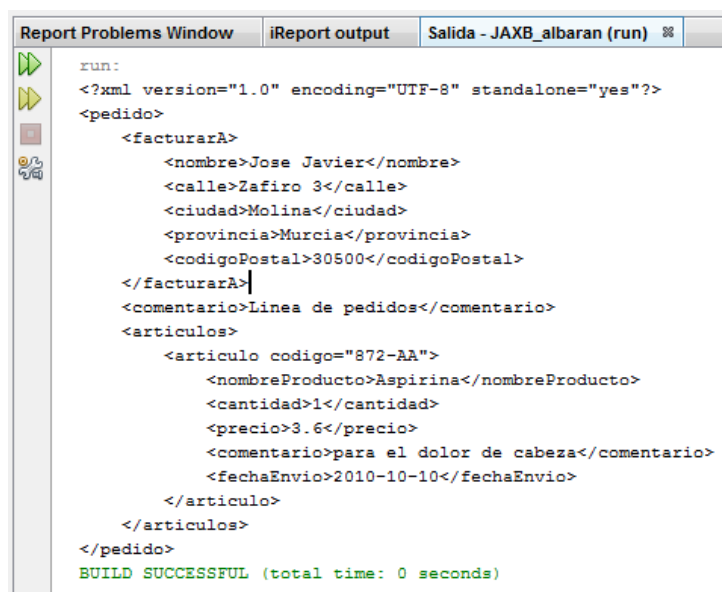 Report Problems Window iReport output Salida - JAXB_albaran (run)
run:
<?xml version="1.0" encoding="UTF-8" standalone="yes"?>
<pedido>
    <facturarA>
        <nombre>Jose Javier</nombre>
        <calle>Zafiro 3</calle>
        <ciudad>Molina</ciudad>
        <provincia>Murcia</provincia>
        <codigoPostal>30500</codigoPostal>
    </facturarA>
    <comentario>Linea de pedidos</comentario>
    <articulos>
        <articulo codigo="872-AA">
            <nombreProducto>Aspirina</nombreProducto>
            <cantidad>1</cantidad>
            <precio>3.6</precio>
            <comentario>para el dolor de cabeza</comentario>
            <fechaEnvio>2010-10-10</fechaEnvio>
        </articulo>
    </articulos>
</pedido>
BUILD SUCCESSFUL (total time: 0 seconds)